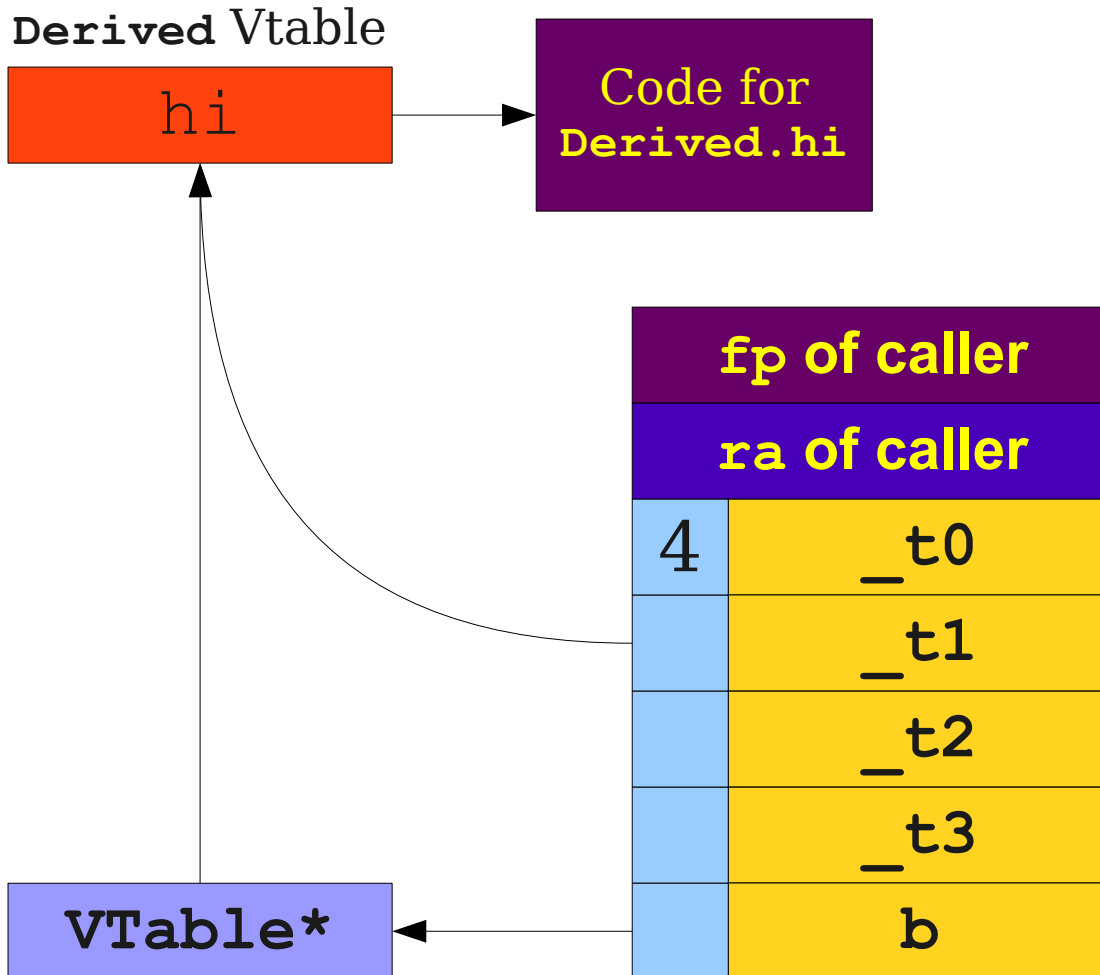 Derived Vtable
hi
Code for
Derived.hi
fp of caller
ra of caller
4 _t0
_t1
_t2
_t3
VTable*
b